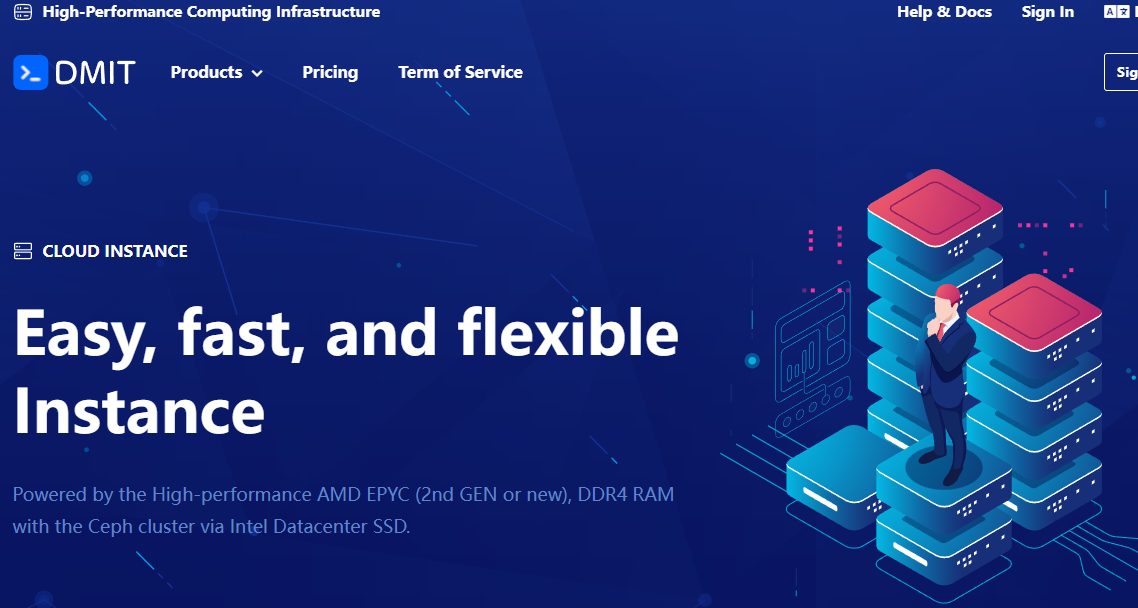 High-Performance Computing Infrastructure
Help & Docs Sign In
DMIT Products Pricing Term of Service
CLOUD INSTANCE
Easy, fast, and flexible
Instance
Powered by the High-performance AMD EPYC (2nd GEN or new), DDR4 RAM
with the Ceph cluster via Intel Datacenter SSD.